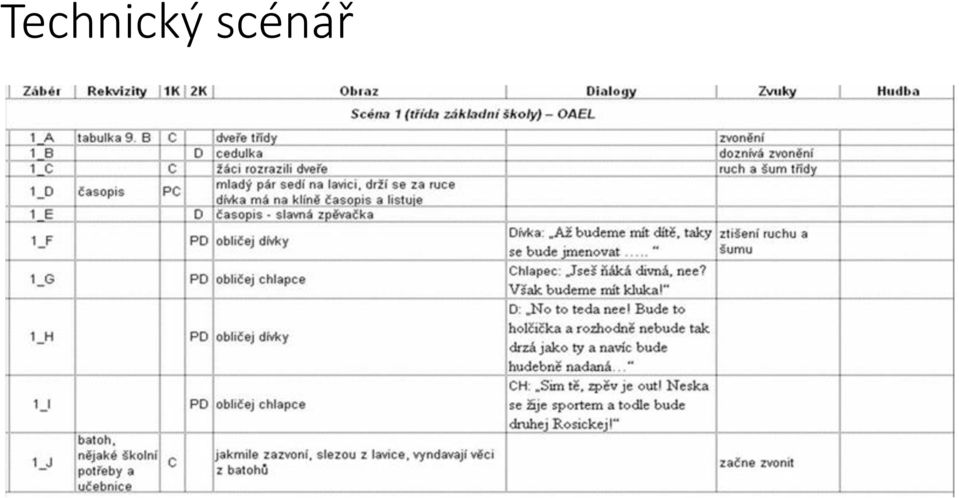 Technický scénář
Záběr Rekvizity 1K 2K Obraz Dialogy Zvuky Hudba
Scéna 1 (třída základní školy) – OAEL
1_A tabulka 9. B C dveře třídy zvonění
1_B D cedulka doznívá zvonění
1_C C žáci rozrazili dveře ruch a šum třídy
1_D časopis PC mladý pár sedí na lavici, drží se za ruce
dívka má na klíně časopis a listuje
1_E D časopis - slavná zpěvačka
1_F PD obličej dívky Dívka: „Až budeme mít dítě, taky
se bude jmenovat ….. “ ztišení ruchu a
šumu
1_G PD obličej chlapce Chlapec: „Jseš ňáká divná, nee?
Však budeme mít kluka!“
1_H PD obličej dívky D: „No to teda nee! Bude to
holčička a rozhodně nebude tak
drzá jako ty a navíc bude
hudebně nadaná…“
1_I PD obličej chlapce CH: „Sim tě, zpěv je out! Neska
se žije sportem a todle bude
druhej Rosickej!“
1_J batoh,
nějaké školní
potřeby a
učebnice C jakmile zazvoní, slezou z lavice, vyndavají věci
z batohů začne zvonit